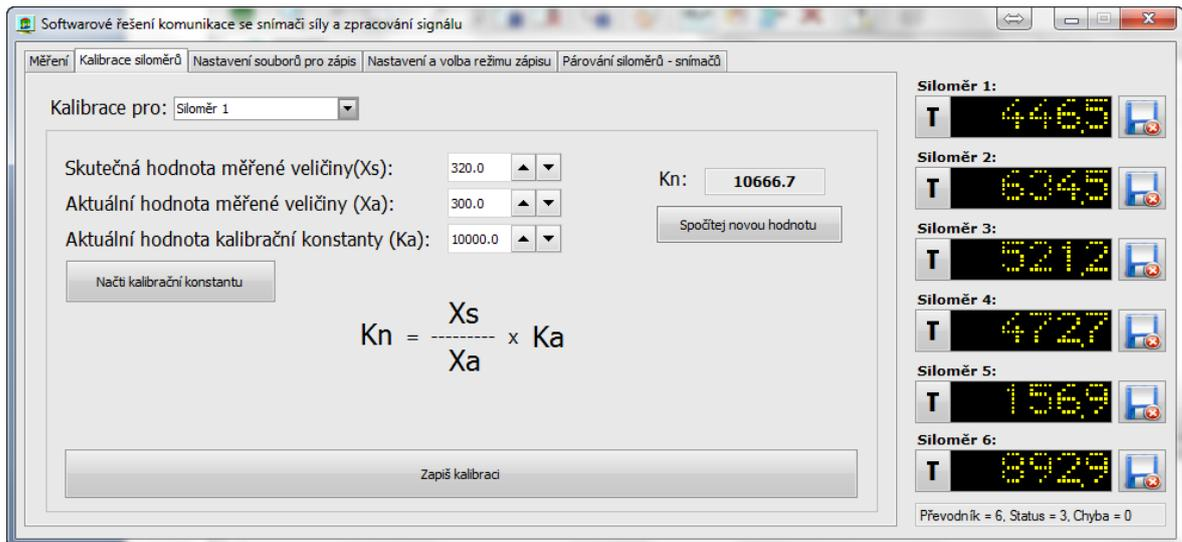 Softwarové řešení komunikace se snímači síly a zpracování signálu
Měření
Kalibrace siloměrů
Nastavení souborů pro zápis
Nastavení a volba režimu zápisu
Párování siloměrů - snímačů
Kalibrace pro: Siloměr 1
Skutečná hodnota měřené veličiny(Xs): 320.0
Aktuální hodnota měřené veličiny (Xa): 300.0
Aktuální hodnota kalibrační konstanty (Ka): 10000.0
Načti kalibrační konstantu
Kn: 10666.7
Spočítej novou hodnotu
Xs
Kn = --------- x Ka
Xa
Zapiš kalibraci
Siloměr 1:
T 446,5
Siloměr 2:
T 634,5
Siloměr 3:
T 521,2
Siloměr 4:
T 472,7
Siloměr 5:
T 156,9
Siloměr 6:
T 892,9
Převodník = 6, Status = 3, Chyba = 0